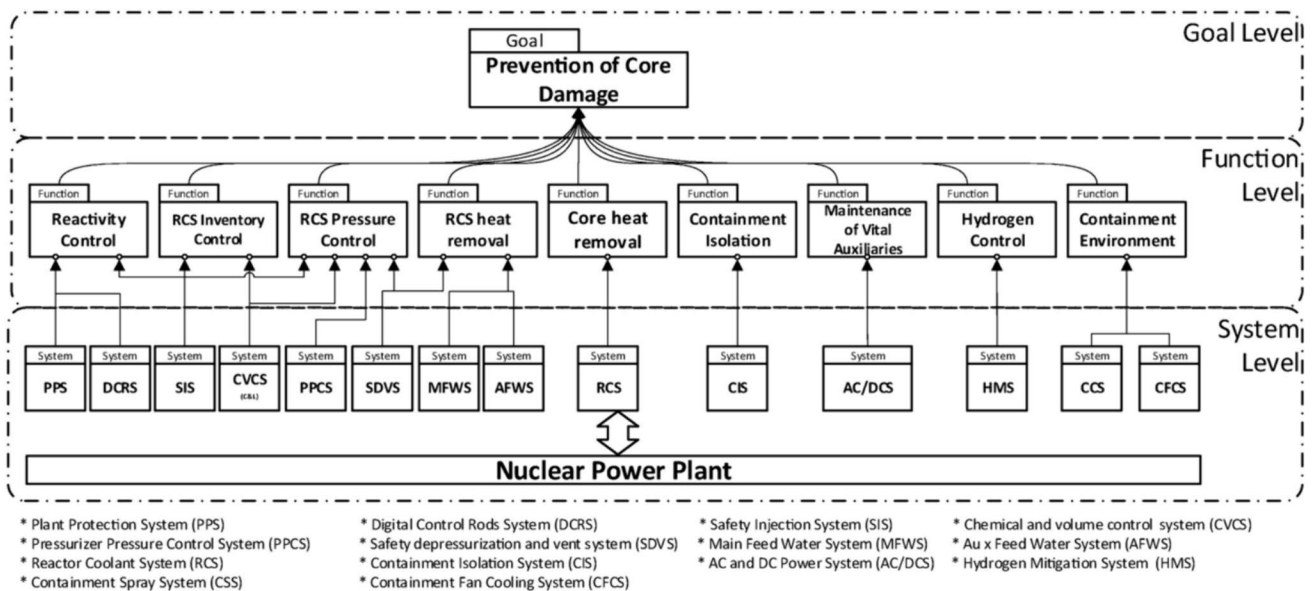 Goal Level
Goal
Prevention of Core
Damage
Function
Level
Function
Reactivity
Control
Function
RCS Inventory
Control
Function
RCS Pressure
Control
Function
RCS heat
removal
Function
Core heat
removal
Function
Containment
Isolation
Function
Maintenance
of Vital
Auxiliaries
Function
Hydrogen
Control
Function
Containment
Environment
System
Level
System
PPS
System
DCRS
System
SIS
System
CVCS
(C&L)
System
PPCS
System
SDVS
System
MFWS
System
AFWS
System
RCS
System
CIS
System
AC/DCS
System
HMS
System
CCS
System
CFCS
Nuclear Power Plant
* Plant Protection System (PPS)
* Pressurizer Pressure Control System (PPCS)
* Reactor Coolant System (RCS)
* Containment Spray System (CSS)
* Digital Control Rods System (DCRS)
* Safety depressurization and vent system (SDVS)
* Containment Isolation System (CIS)
* Containment Fan Cooling System (CFCS)
* Safety Injection System (SIS)
* Main Feed Water System (MFWS)
* AC and DC Power System (AC/DCS)
* Chemical and volume control system (CVCS)
* Au x Feed Water System (AFWS)
* Hydrogen Mitigation System (HMS)